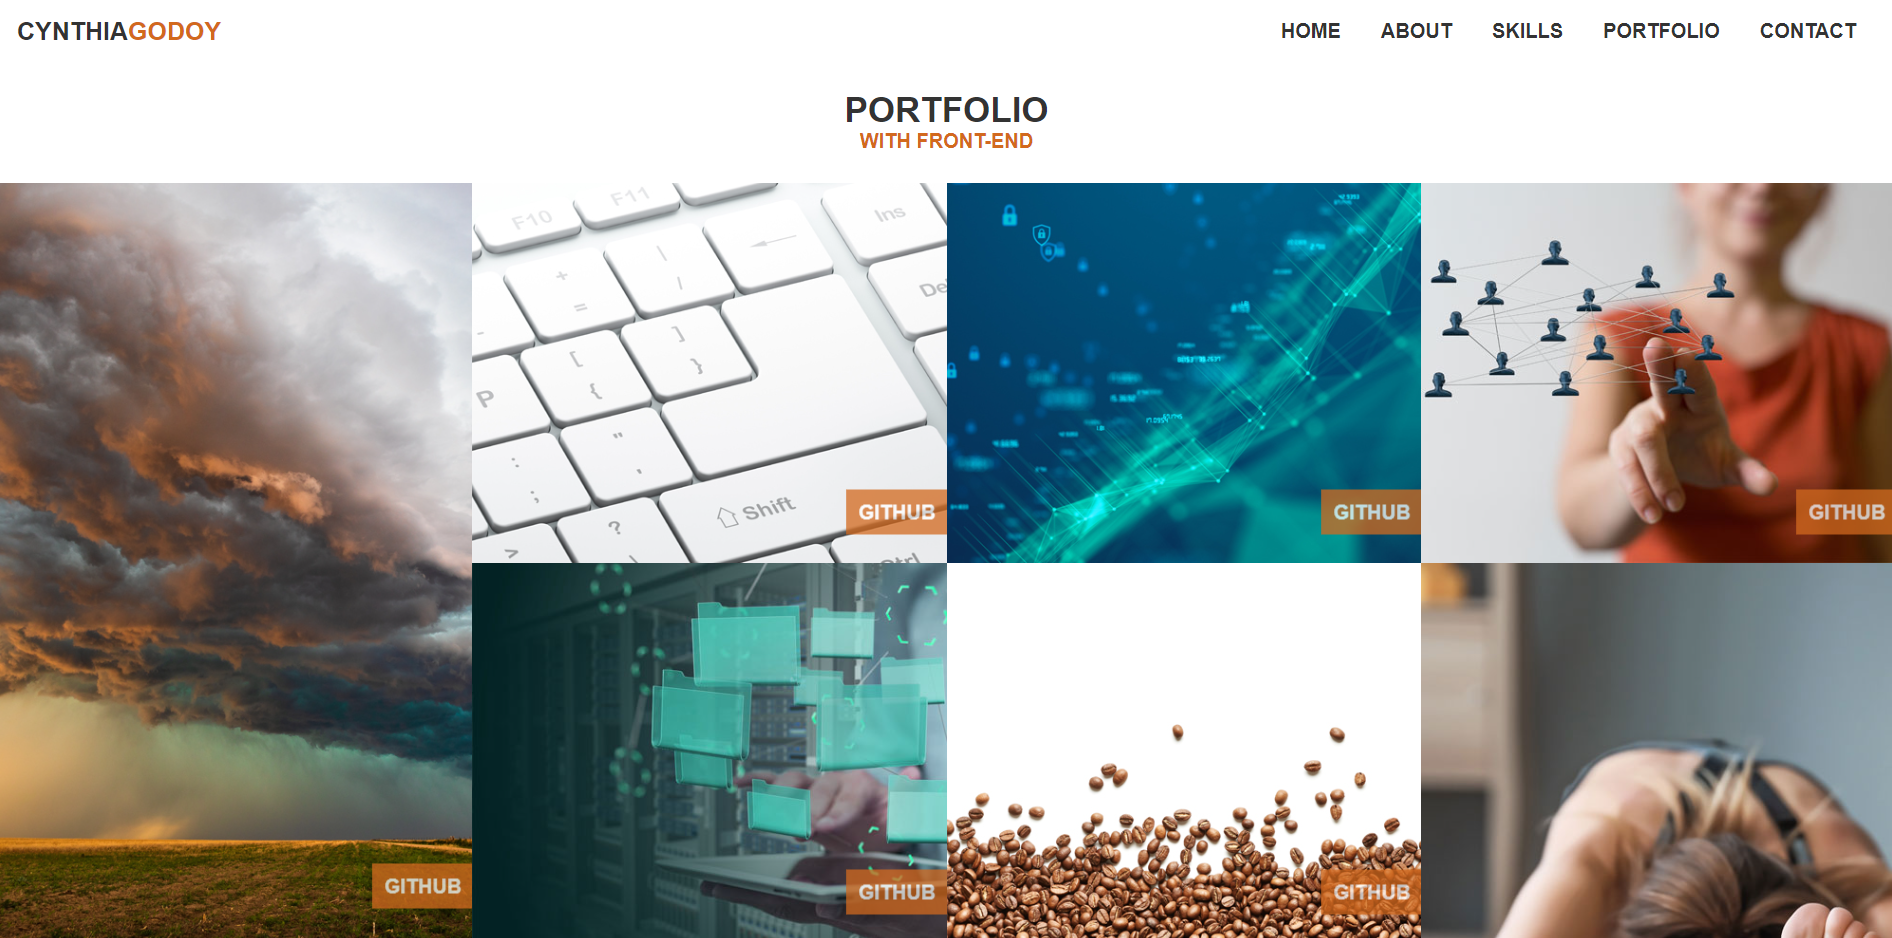 CYNTHIAGODOY
HOME ABOUT SKILLS PORTFOLIO CONTACT
PORTFOLIO
WITH FRONT-END
F10
F11
Ins
+
=
|
/
De
-
[
{
]
}
P
:
;
"
,
Shift
?
>
Ctrl
GITHUB
GITHUB
GITHUB
GITHUB
GITHUB
GITHUB